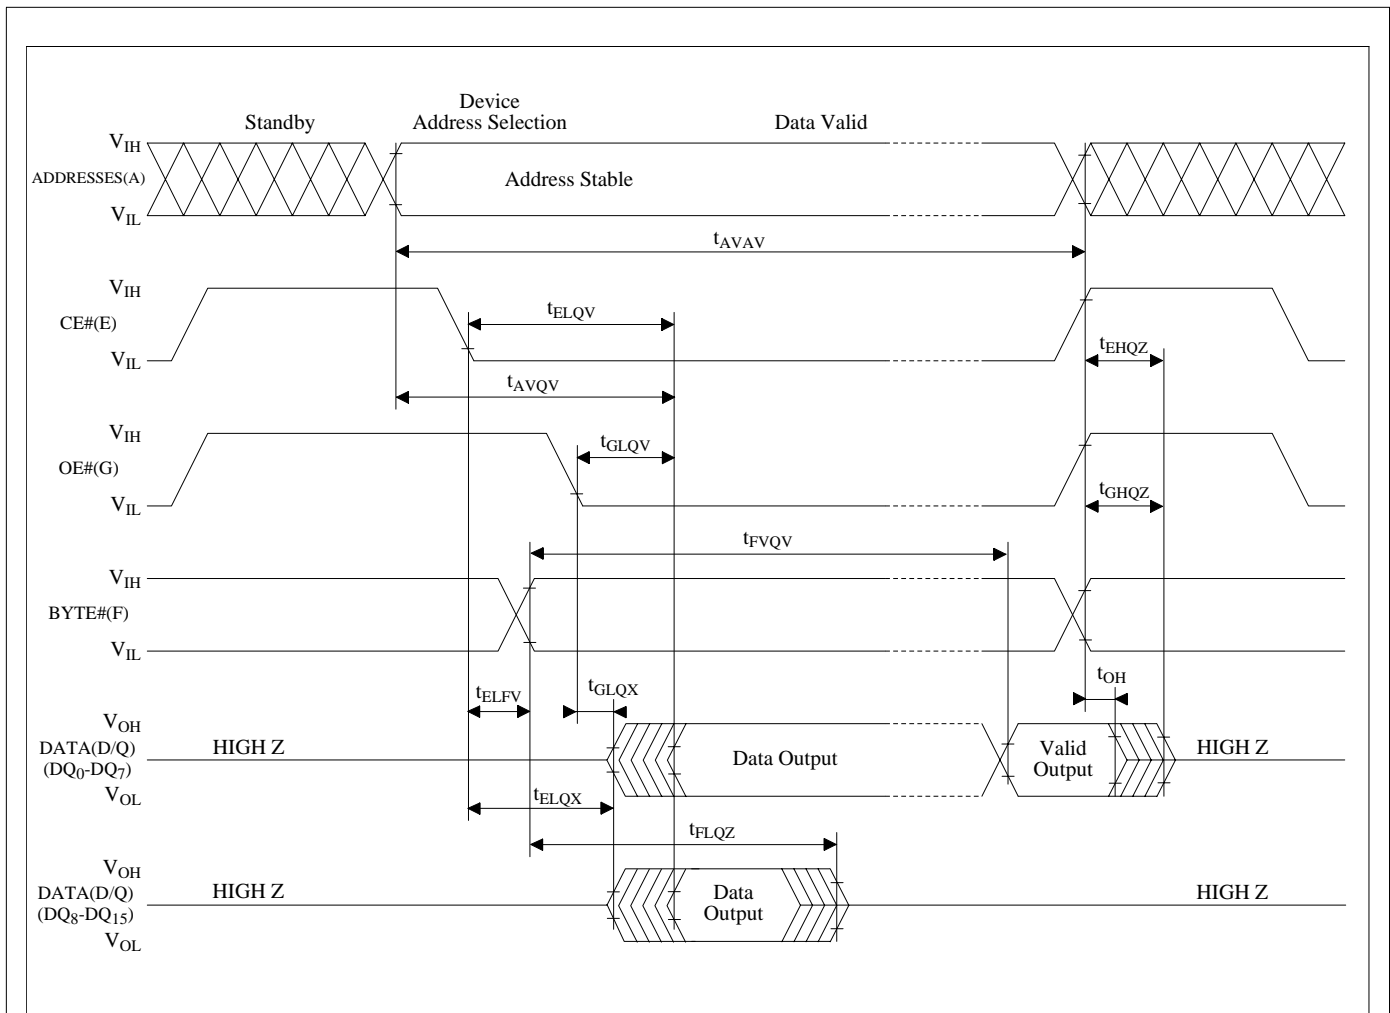 Device
Standby Address Selection Data Valid
VIH
ADDRESSES(A) Address Stable
VIL
tAVAV
VIH
tELQV
CE#(E)
tEHQZ
VIL
tAVQV
VIH
tGLQV
OE#(G)
tGHQZ
VIL
tFVQV
VIH
BYTE#(F)
VIL
tOH
tELFV tGLQX
VOH
DATA(D/Q) HIGH Z Data Output Valid HIGH Z
(DQ0-DQ7) Output
VOL
tELQX
tFLQZ
VOH
DATA(D/Q) HIGH Z Data HIGH Z
(DQ8-DQ15) Output
VOL